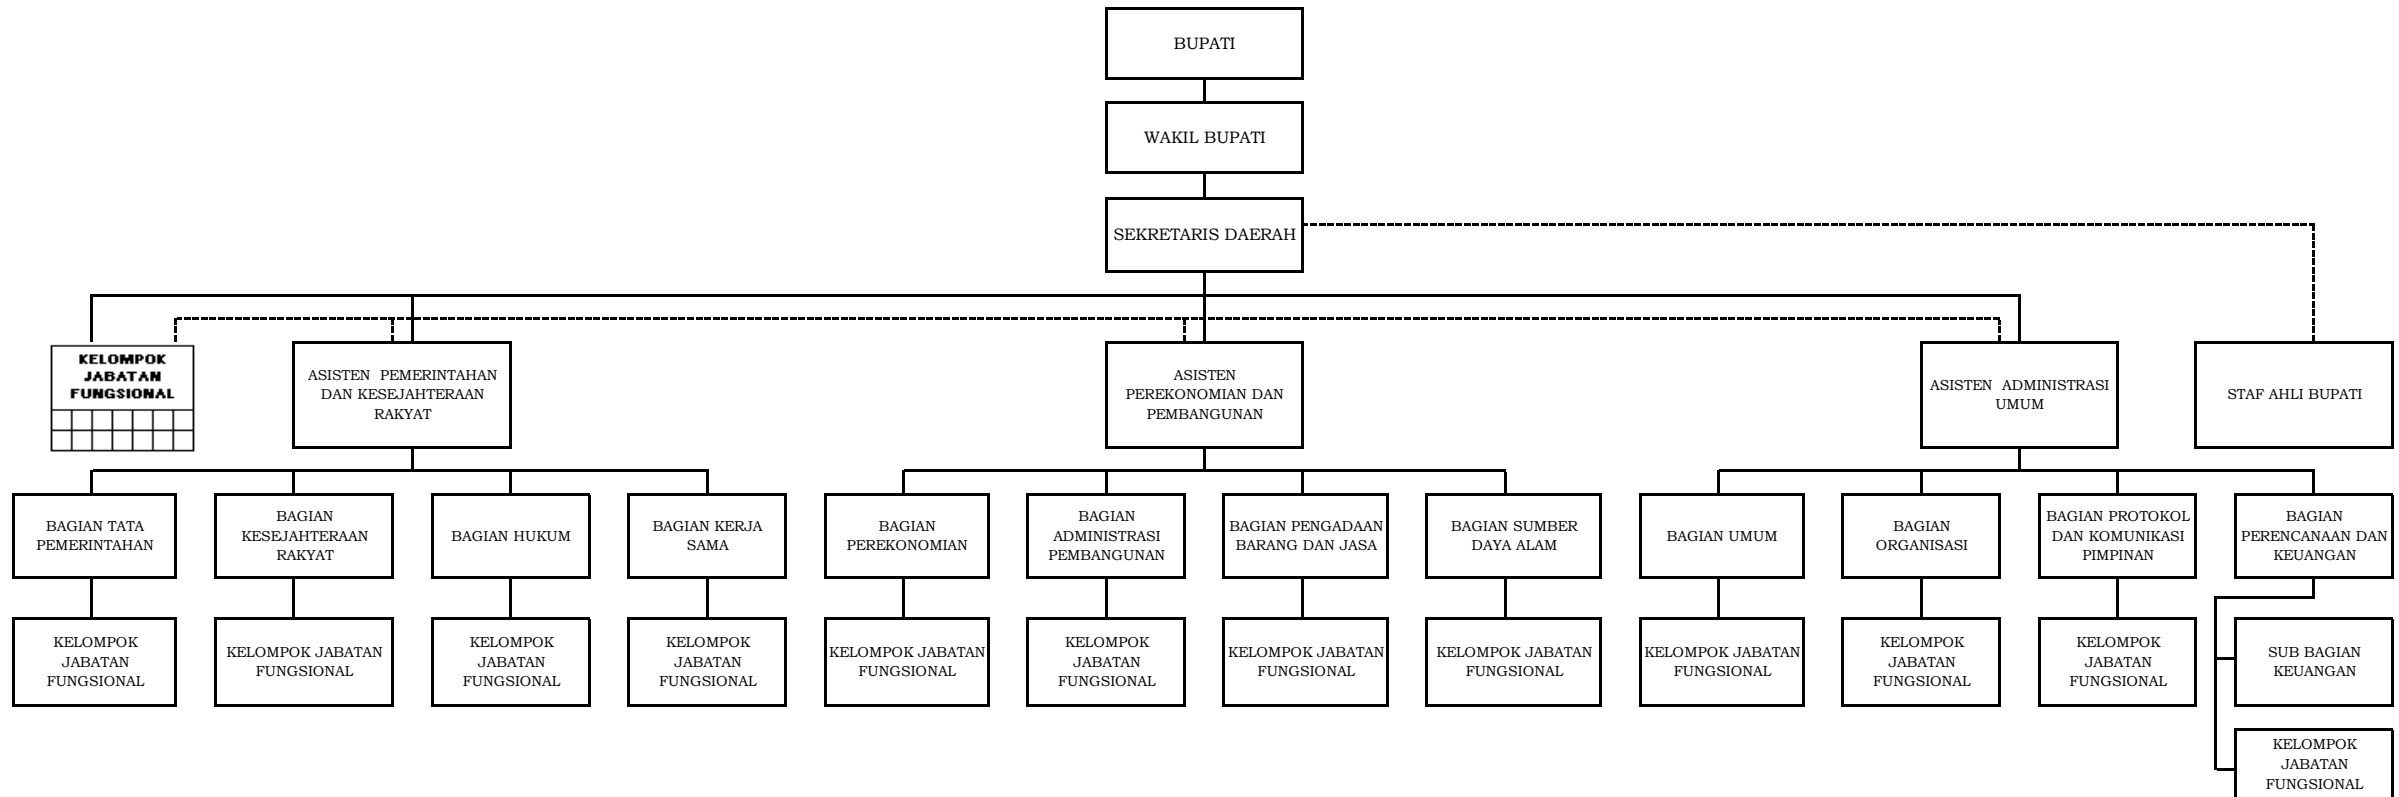 BUPATI
WAKIL BUPATI
SEKRETARIS DAERAH
KELOMPOK
JABATAN
FUNGSIONAL
ASISTEN PEMERINTAHAN
DAN KESEJAHTERAAN
RAKYAT
ASISTEN
PEREKONOMIAN DAN
PEMBANGUNAN
ASISTEN ADMINISTRASI
UMUM
STAF AHLI BUPATI
BAGIAN TATA
PEMERINTAHAN
BAGIAN
KESEJAHTERAAN
RAKYAT
BAGIAN HUKUM
BAGIAN KERJA
SAMA
BAGIAN
PEREKONOMIAN
BAGIAN
ADMINISTRASI
PEMBANGUNAN
BAGIAN PENGADAAN
BARANG DAN JASA
BAGIAN SUMBER
DAYA ALAM
BAGIAN UMUM
BAGIAN
ORGANISASI
BAGIAN PROTOKOL
DAN KOMUNIKASI
PIMPINAN
BAGIAN
PERENCANAAN DAN
KEUANGAN
KELOMPOK
JABATAN
FUNGSIONAL
KELOMPOK JABATAN
FUNGSIONAL
KELOMPOK
JABATAN
FUNGSIONAL
KELOMPOK
JABATAN
FUNGSIONAL
KELOMPOK JABATAN
FUNGSIONAL
KELOMPOK
JABATAN
FUNGSIONAL
KELOMPOK JABATAN
FUNGSIONAL
KELOMPOK JABATAN
FUNGSIONAL
KELOMPOK JABATAN
FUNGSIONAL
KELOMPOK
JABATAN
FUNGSIONAL
KELOMPOK
JABATAN
FUNGSIONAL
SUB BAGIAN
KEUANGAN
KELOMPOK
JABATAN
FUNGSIONAL